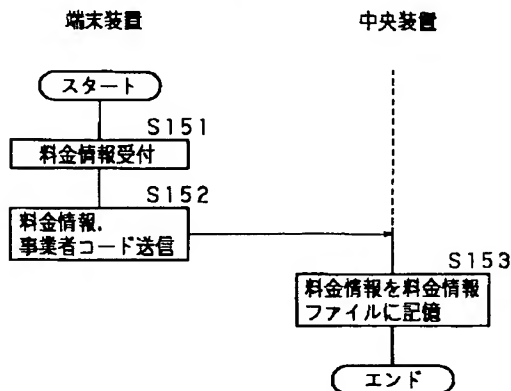 端末装置
中央装置
スタート
S151
料金情報受付
S152
料金情報,
事業者コード送信
S153
料金情報を料金情報
ファイルに記憶
エンド